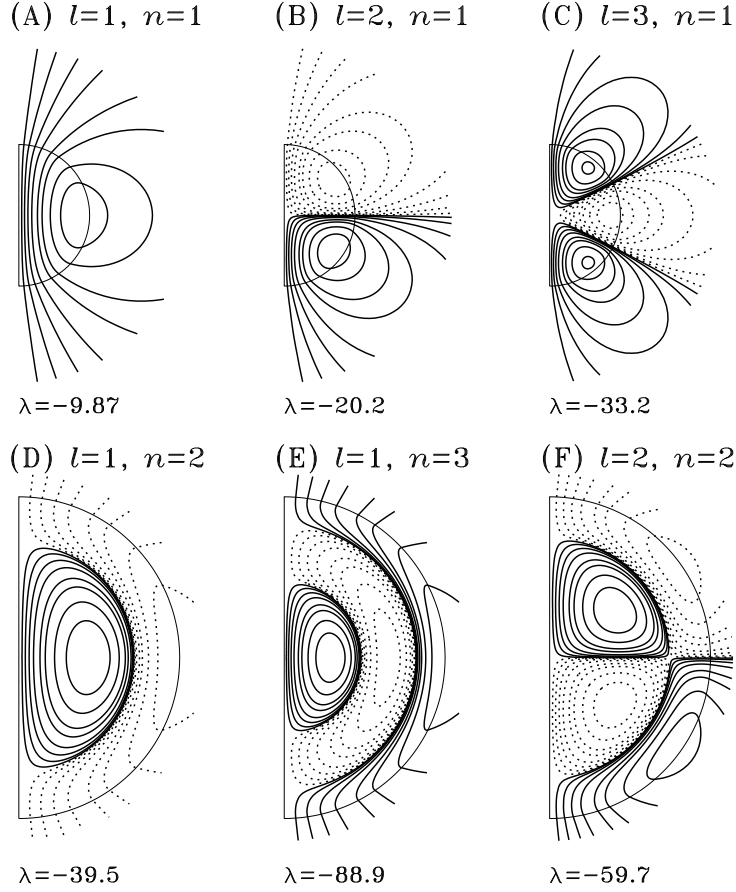 (A) l=1, n=1
(B) l=2, n=1
(C) l=3, n=1
λ=−9.87
λ=−20.2
λ=−33.2
(D) l=1, n=2
(E) l=1, n=3
(F) l=2, n=2
λ=−39.5
λ=−88.9
λ=−59.7